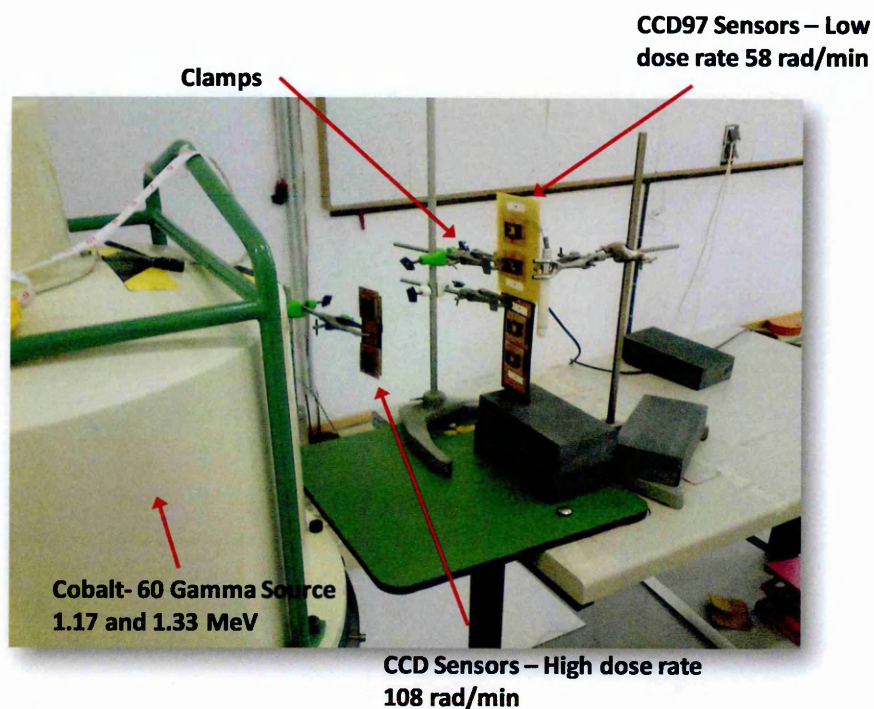 CCD97 Sensors – Low
dose rate 58 rad/min
Clamps
Cobalt- 60 Gamma Source
1.17 and 1.33 MeV
CCD Sensors – High dose rate
108 rad/min